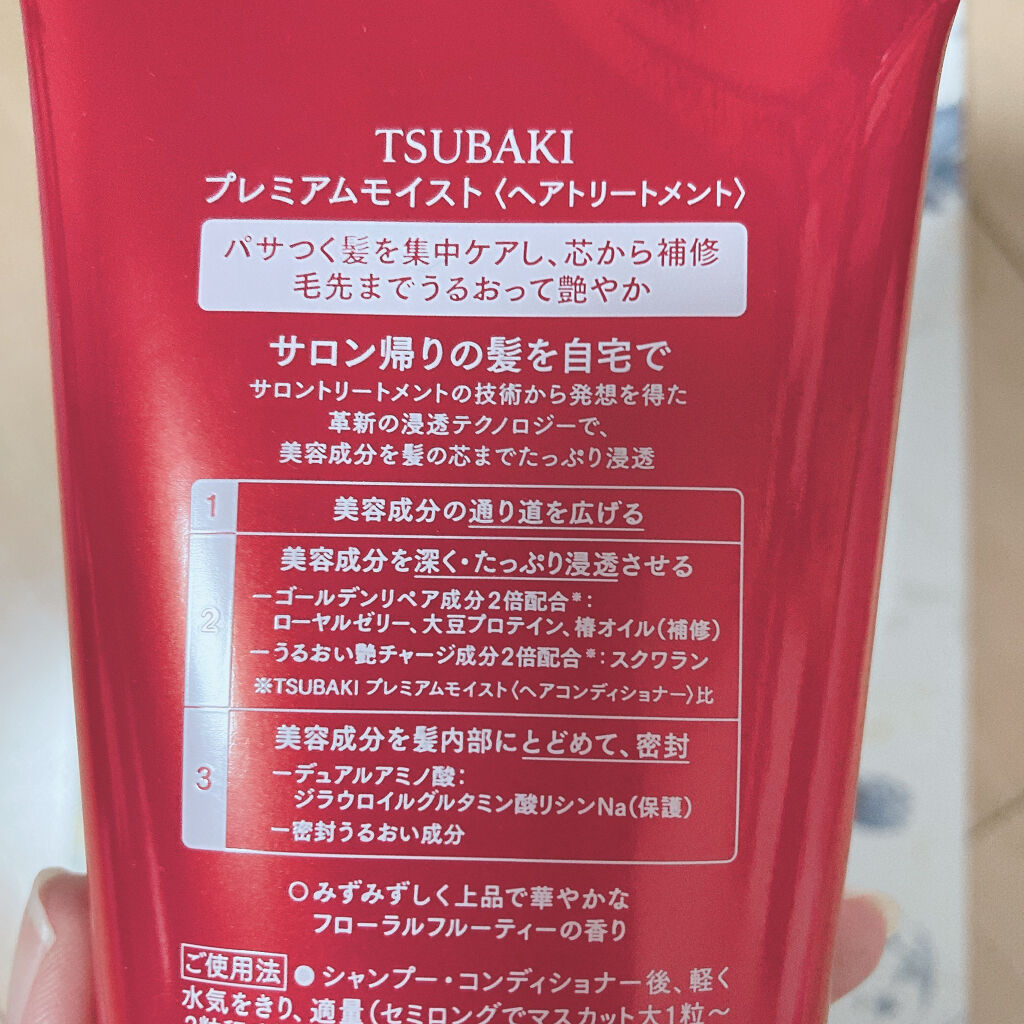 TSUBAKI
プレミアムモイスト〈ヘアトリートメント〉
パサつく髪を集中ケアし、芯から補修
毛先までうるおって艶やか
サロン帰りの髪を自宅で
サロントリートメントの技術から発想を得た
革新の浸透テクノロジーで、
美容成分を髪の芯までたっぷり浸透
1 美容成分の通り道を広げる
2 美容成分を深く・たっぷり浸透させる
−ゴールデンリペア成分2倍配合※：
ローヤルゼリー、大豆プロテイン、椿オイル（補修）
−うるおい艶チャージ成分2倍配合※：スクワラン
※TSUBAKI プレミアムモイスト〈ヘアコンディショナー〉比
3 美容成分を髪内部にとどめて、密封
−デュアルアミノ酸：
ジラウロイルグルタミン酸リシンNa（保護）
−密封うるおい成分
○みずみずしく上品で華やかな
フローラルフルーティーの香り
ご使用法 ●シャンプー・コンディショナー後、軽く
水気をきり、適量（セミロングでマスカット大1粒～